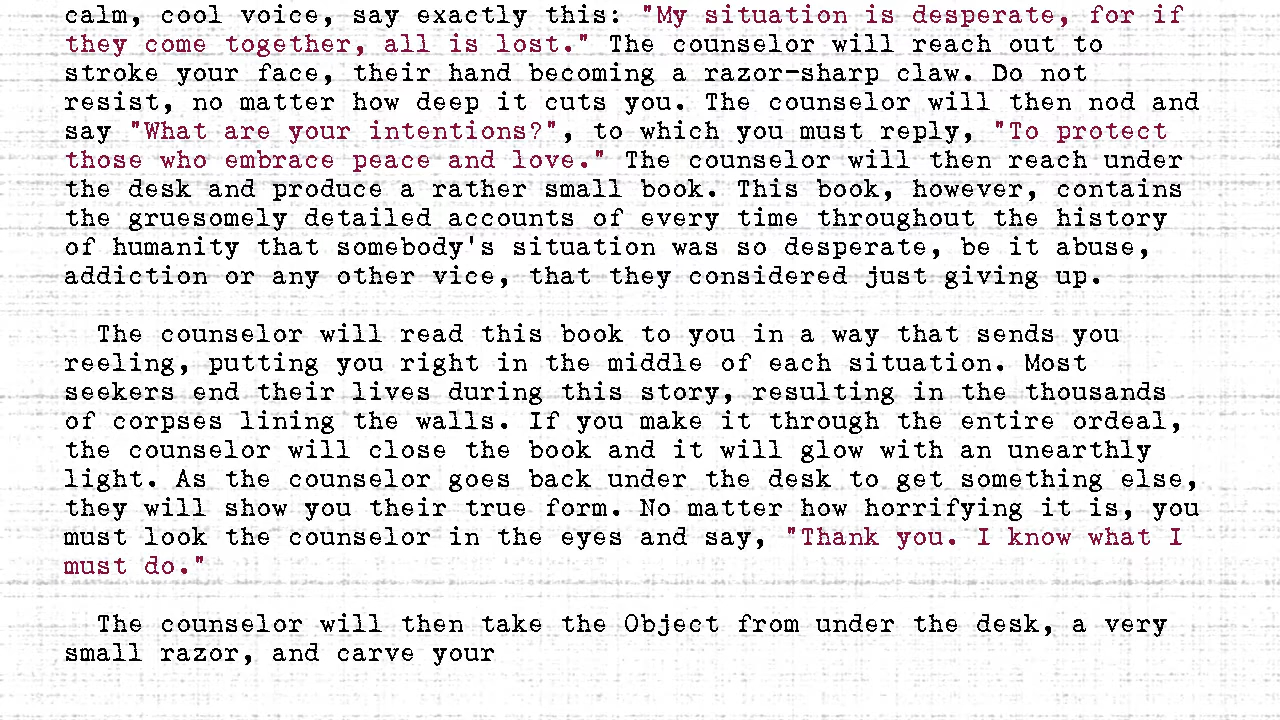 calm, cool voice, say exactly this: "My situation is desperate, for if
they come together, all is lost." The counselor will reach out to
stroke your face, their hand becoming a razor-sharp claw. Do not
resist, no matter how deep it cuts you. The counselor will then nod and
say "What are your intentions?", to which you must reply, "To protect
those who embrace peace and love." The counselor will then reach under
the desk and produce a rather small book. This book, however, contains
the gruesomely detailed accounts of every time throughout the history
of humanity that somebody's situation was so desperate, be it abuse,
addiction or any other vice, that they considered just giving up.
The counselor will read this book to you in a way that sends you
reeling, putting you right in the middle of each situation. Most
seekers end their lives during this story, resulting in the thousands
of corpses lining the walls. If you make it through the entire ordeal,
the counselor will close the book and it will glow with an unearthly
light. As the counselor goes back under the desk to get something else,
they will show you their true form. No matter how horrifying it is, you
must look the counselor in the eyes and say, "Thank you. I know what I
must do."
The counselor will then take the Object from under the desk, a very
small razor, and carve your